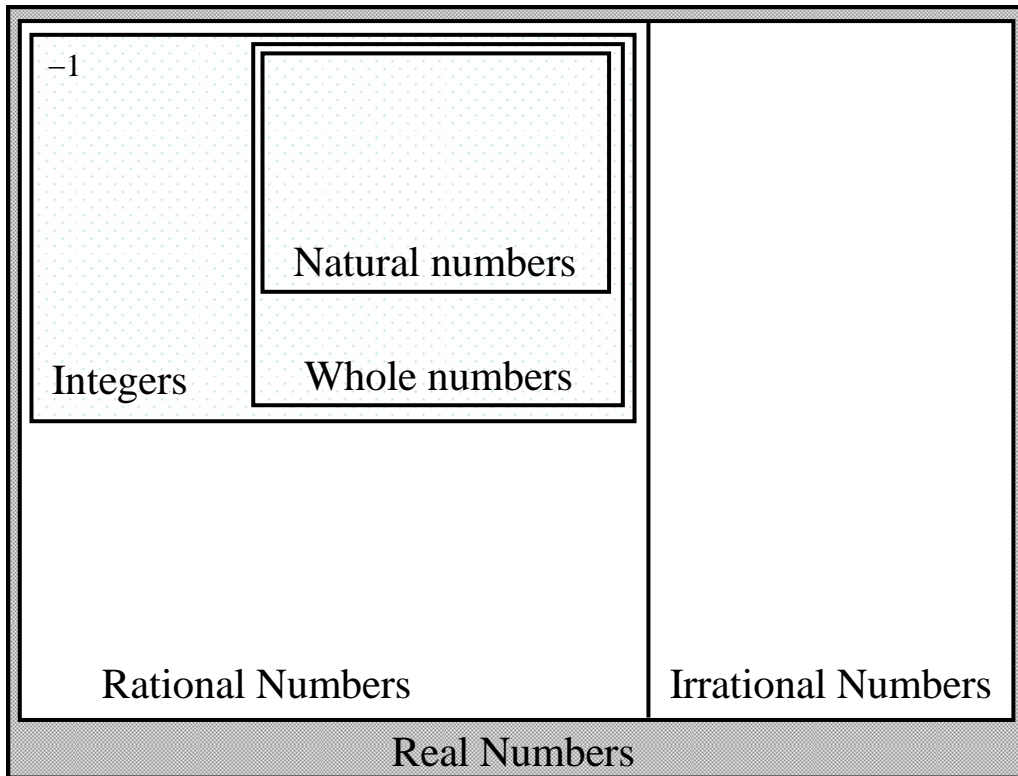 –1
Natural numbers
Integers
Whole numbers
Rational Numbers
Irrational Numbers
Real Numbers